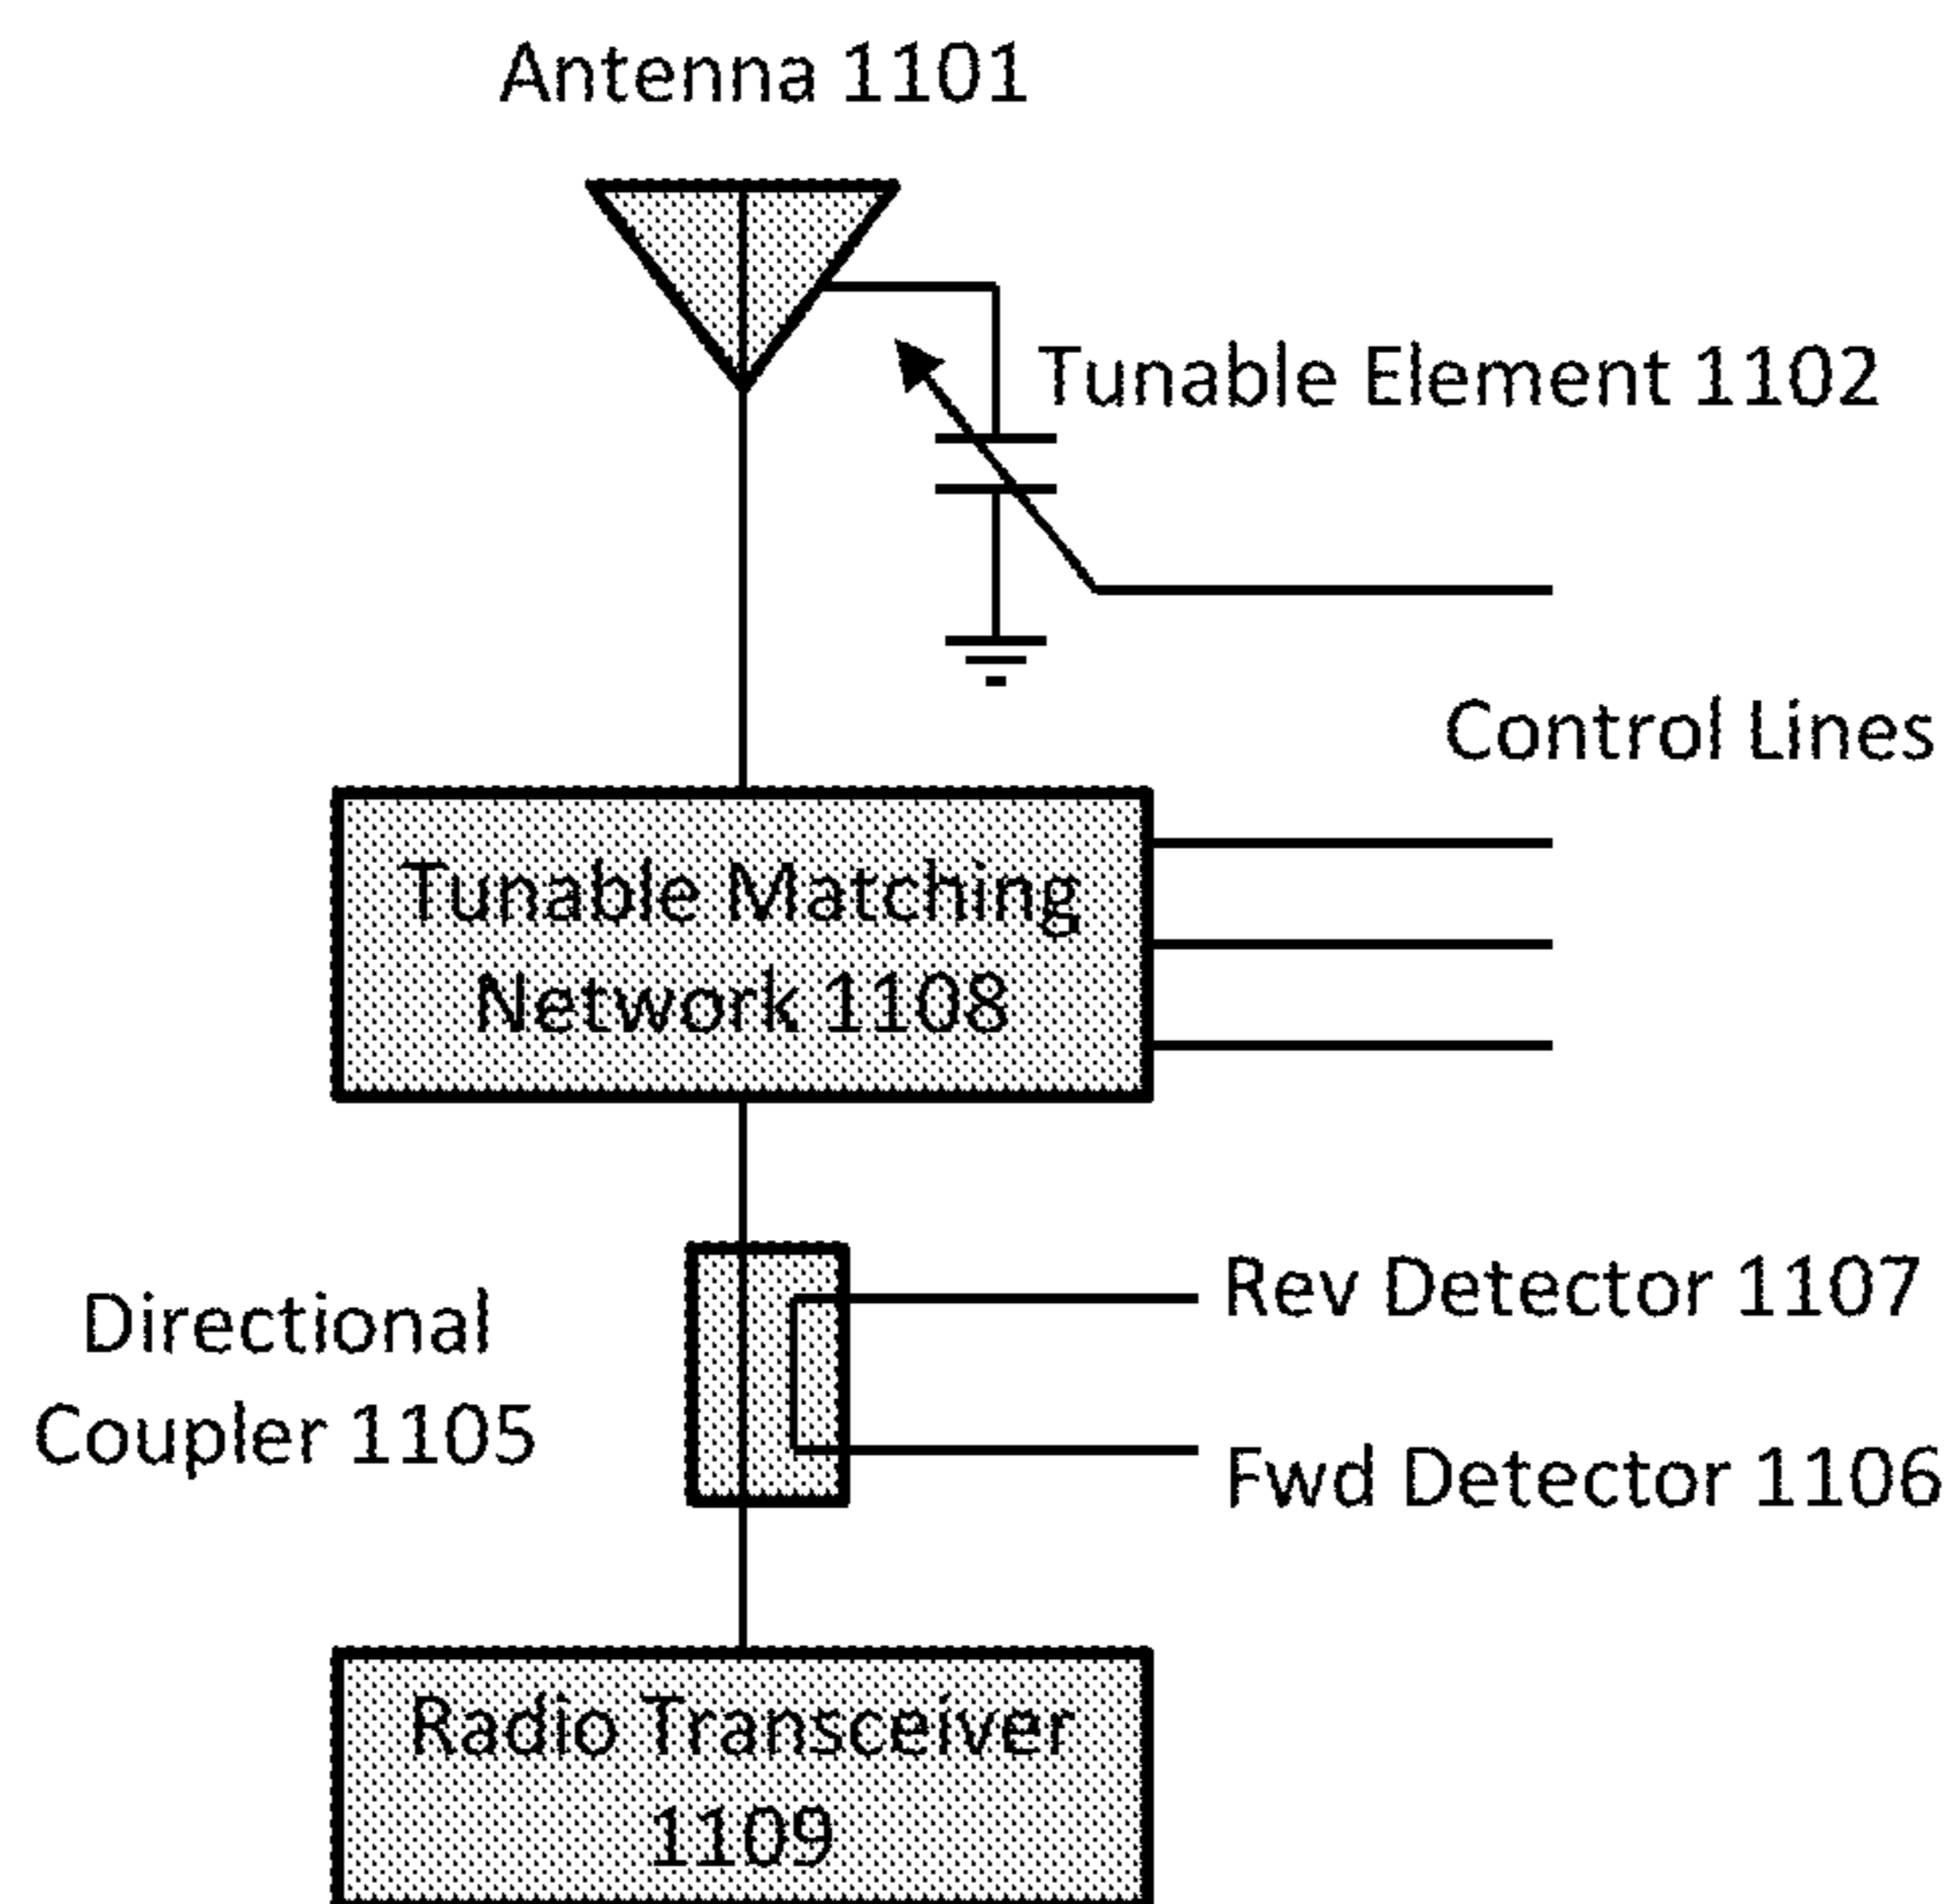 Antenna 1101
Tunable Element 1102
Control Lines
Tunable Matching
Network 1108
Directional
Coupler 1105
Rev Detector 1107
Fwd Detector 1106
Radio Transceiver
1109